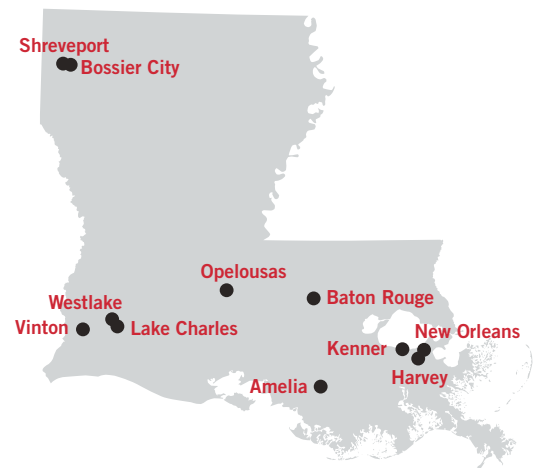 Shreveport
Bossier City
Opelousas
Baton Rouge
Westlake
Vinton
Lake Charles
New Orleans
Kenner
Harvey
Amelia